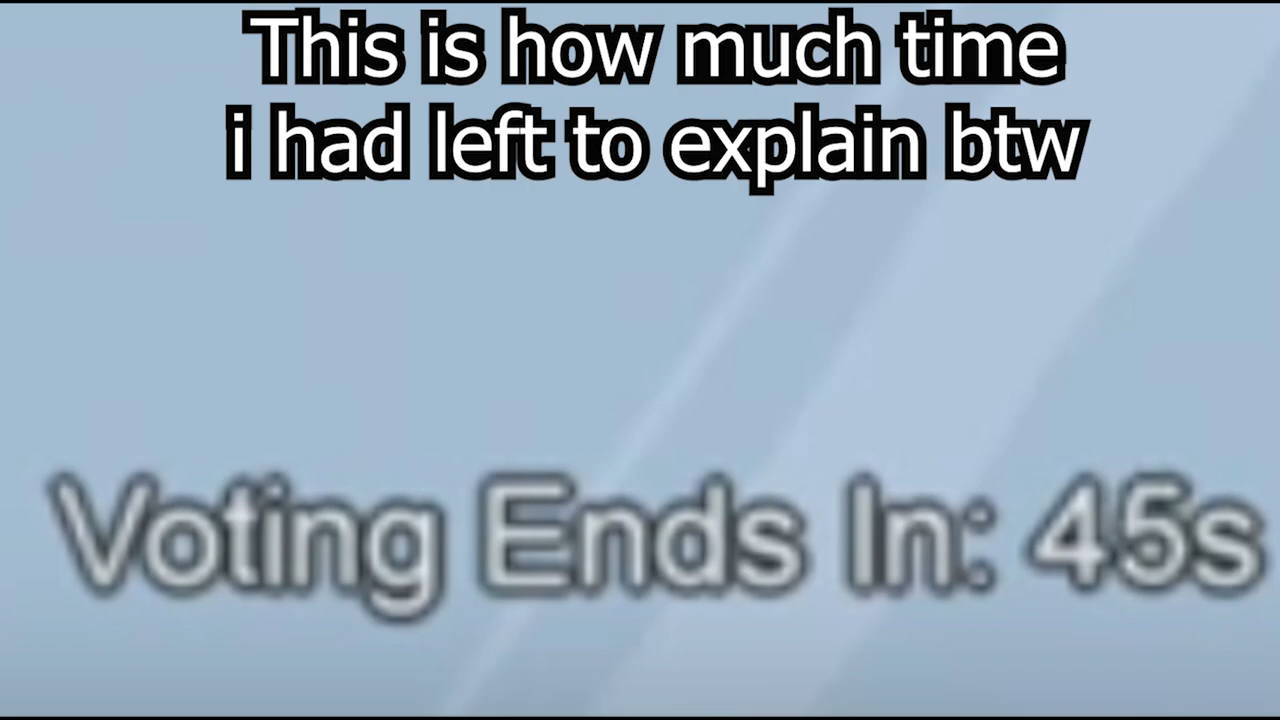 This is how much time
i had left to explain btw
Voting Ends In: 45s